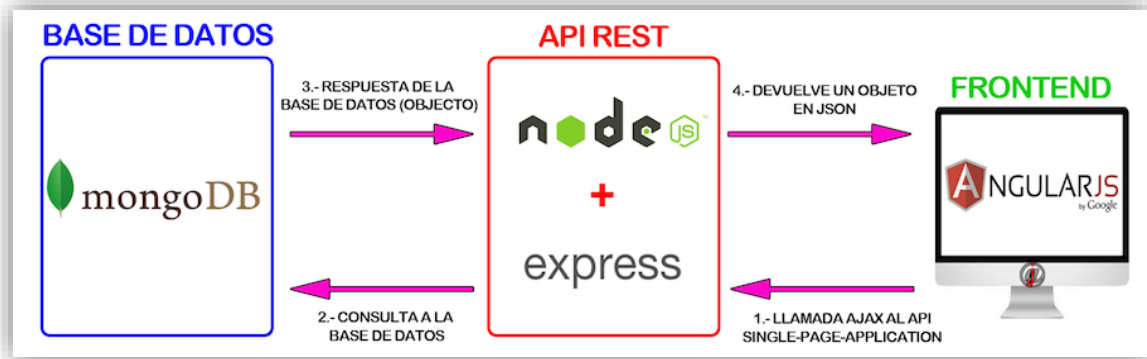 BASE DE DATOS
mongoDB
3.- RESPUESTA DE LA
BASE DE DATOS (OBJECTO)
2.- CONSULTA A LA
BASE DE DATOS
API REST
node JS™
+
express
4.- DEVUELVE UN OBJETO
EN JSON
1.- LLAMADA AJAX AL API
SINGLE-PAGE-APPLICATION
FRONTEND
ANGULARJS
by Google